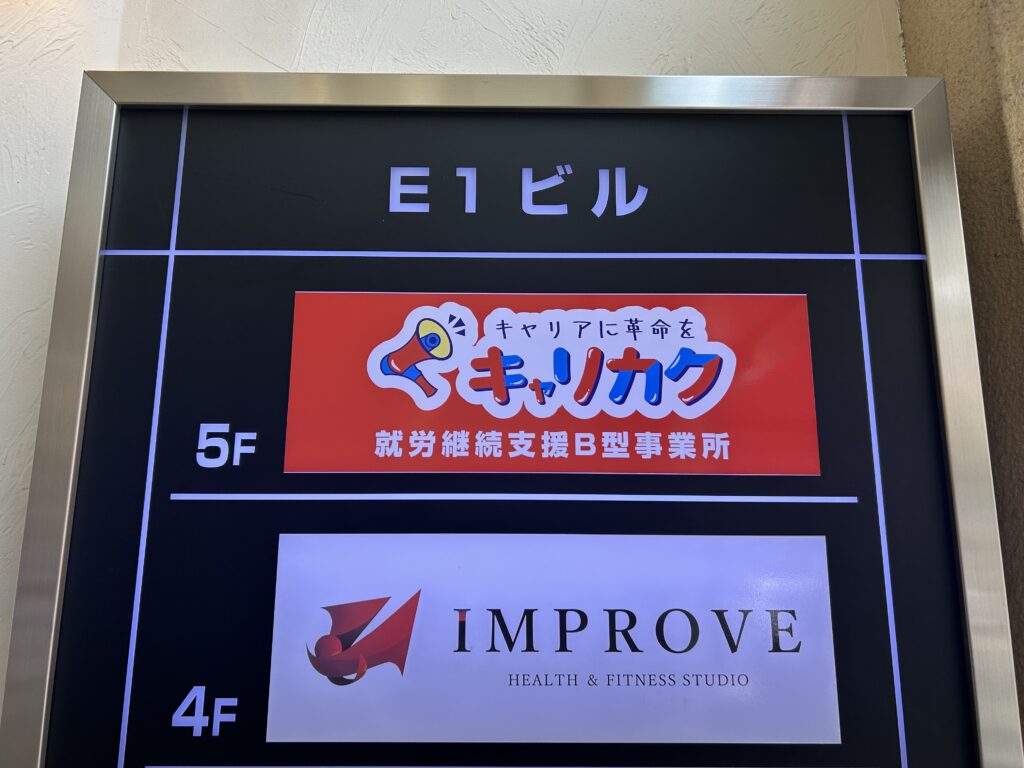 E1ビル
キャリアに革命を
キャリカク
就労継続支援B型事業所
5F
IMPROVE
HEALTH & FITNESS STUDIO
4F